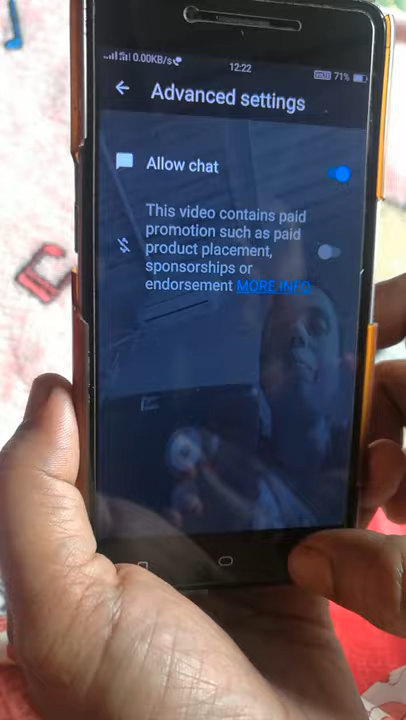 0.00KB/s
12:22
71%
Advanced settings
Allow chat
This video contains paid
promotion such as paid
product placement,
sponsorships or
endorsement MORE INFO